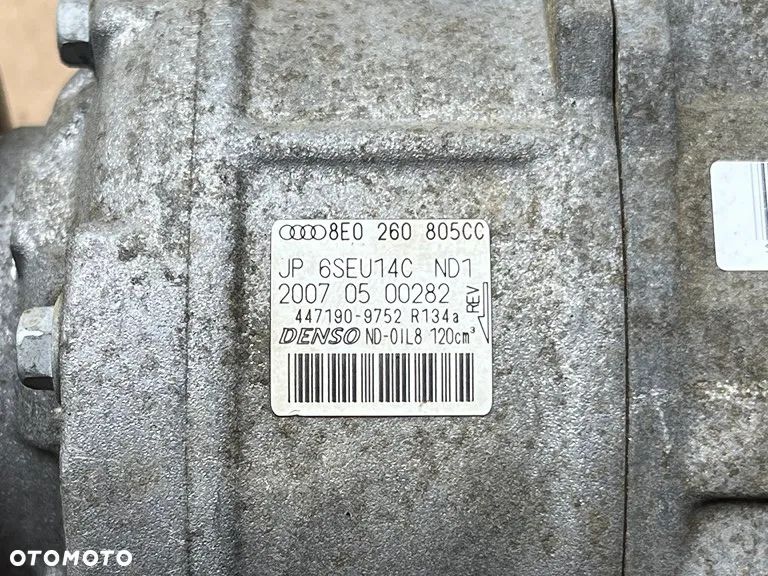 8E0 260 805CC
JP 6SEU14C ND1
2007 05 00282 REV
447190-9752 R134a
DENSO ND-OIL8 120cm³
OTOMOTO